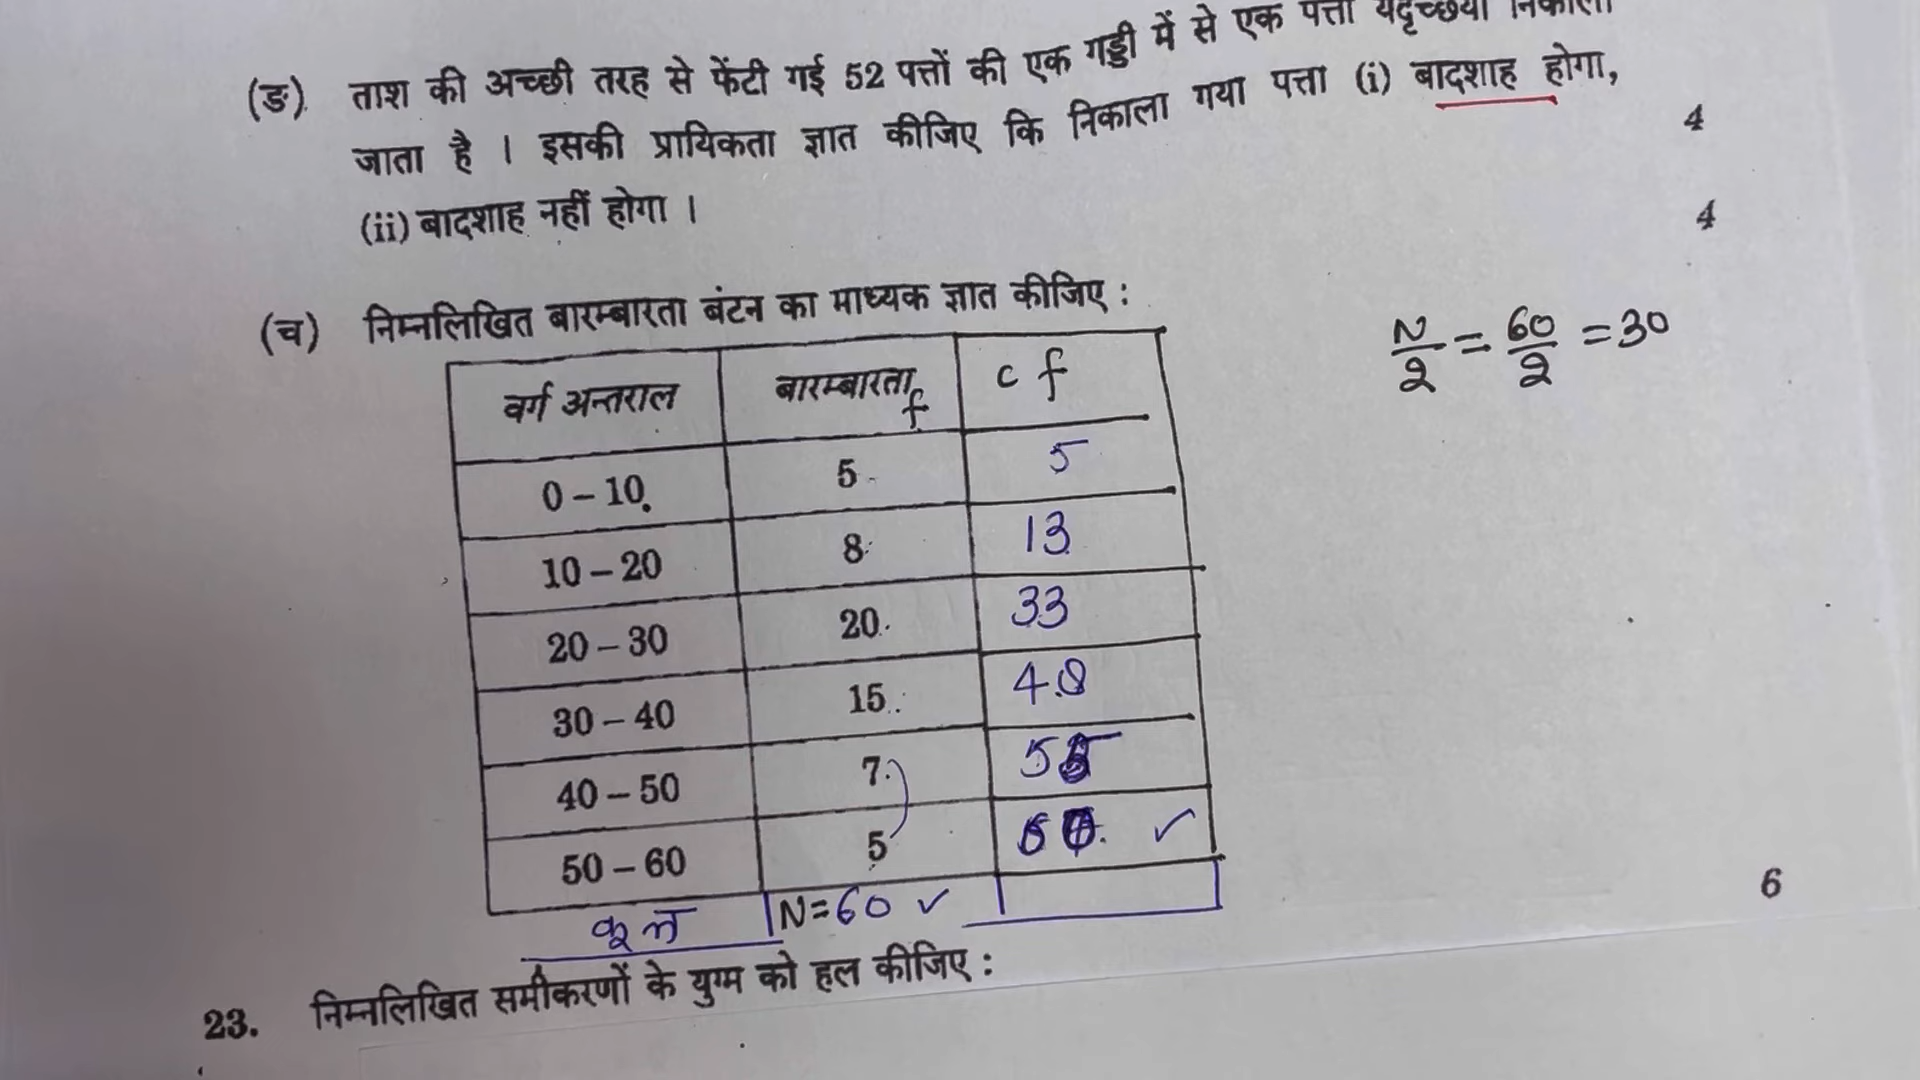 (ङ) ताश की अच्छी तरह से फेंटी गई 52 पत्तों की एक गड्डी में से एक पत्ता यदृच्छया निकाला
जाता है । इसकी प्रायिकता ज्ञात कीजिए कि निकाला गया पत्ता (i) बादशाह होगा,
(ii) बादशाह नहीं होगा ।
4
4
(च) निम्नलिखित बारम्बारता बंटन का माध्यक ज्ञात कीजिए :
N/2 = 60/2 = 30
वर्ग अन्तराल बारम्बारता f c f
0 – 10 5 5
10 – 20 8 13
20 – 30 20 33
30 – 40 15 48
40 – 50 7 55
50 – 60 5 60 ✓
कुल N=60 ✓
6
23. निम्नलिखित समीकरणों के युग्म को हल कीजिए :